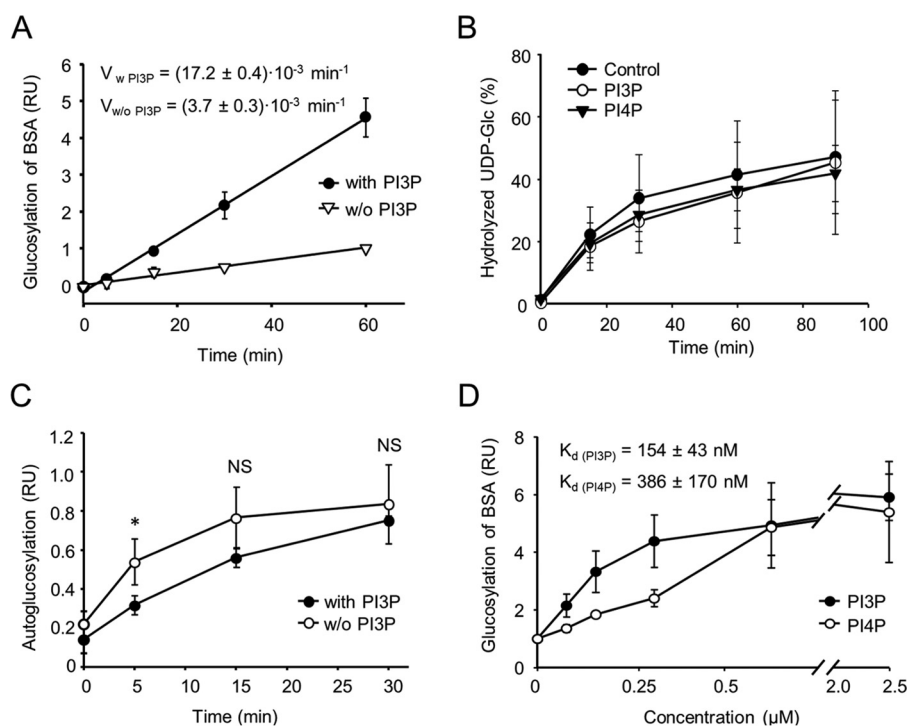 A
V w PI3P = (17.2 ± 0.4)·10-3 min-1
V w/o PI3P = (3.7 ± 0.3)·10-3 min-1
6
5
4
3
2
1
0
Glucosylation of BSA (RU)
with PI3P
w/o PI3P
0
20
40
60
Time (min)
B
Control
PI3P
PI4P
80
60
40
20
0
Hydrolyzed UDP-Glc (%)
0
20
40
60
80
100
Time (min)
C
1.2
1.0
0.8
0.6
0.4
0.2
0
Autoglucosylation (RU)
*
NS
NS
with PI3P
w/o PI3P
0
5
10
15
20
25
30
Time (min)
D
Kd (PI3P) = 154 ± 43 nM
Kd (PI4P) = 386 ± 170 nM
8
6
4
2
0
Glucosylation of BSA (RU)
PI3P
PI4P
0
0.25
0.5
2.0
2.5
Concentration (µM)